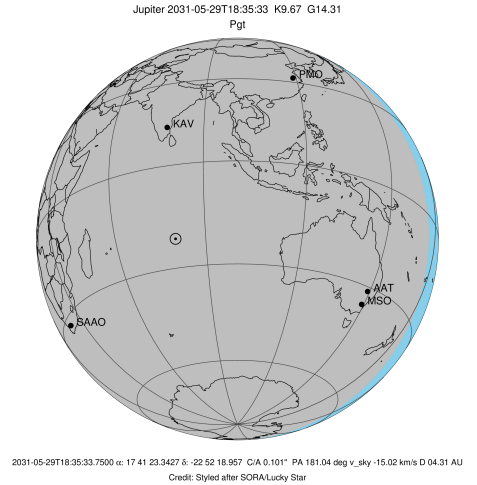 Jupiter 2031-05-29T18:35:33 K9.67 G14.31
Pgt
PMO
KAV
AAT
MSO
SAAO
2031-05-29T18:35:33.7500 α: 17 41 23.3427 δ: -22 52 18.957 C/A 0.101" PA 181.04 deg v_sky -15.02 km/s D 04.31 AU
Credit: Styled after SORA/Lucky Star